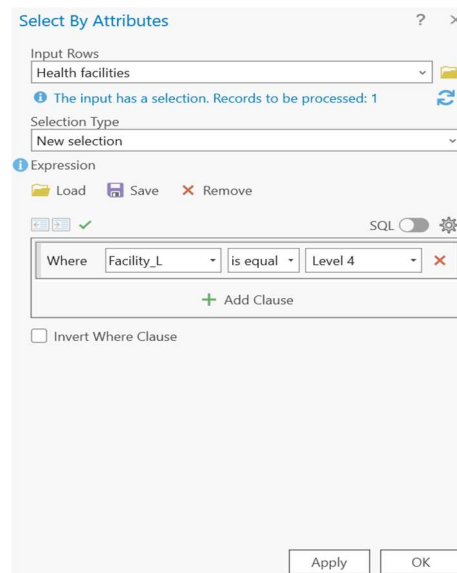 Select By Attributes ?
Input Rows
Health facilities
The input has a selection. Records to be processed: 1
Selection Type
New selection
Expression
Load Save Remove
SQL
Where Facility_L is equal Level 4
Add Clause
Invert Where Clause
Apply OK